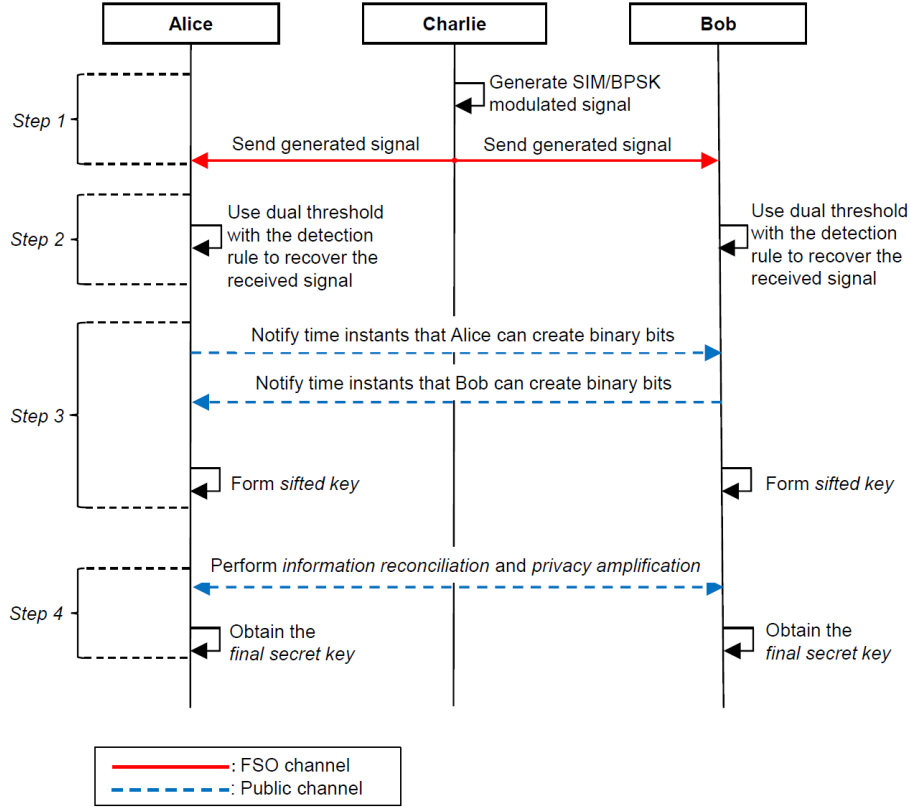 Alice
Charlie
Bob
Step 1
Generate SIM/BPSK
modulated signal
Send generated signal
Send generated signal
Step 2
Use dual threshold
with the detection
rule to recover the
received signal
Use dual threshold
with the detection
rule to recover the
received signal
Step 3
Notify time instants that Alice can create binary bits
Notify time instants that Bob can create binary bits
Form sifted key
Form sifted key
Step 4
Perform information reconciliation and privacy amplification
Obtain the
final secret key
Obtain the
final secret key
: FSO channel
: Public channel